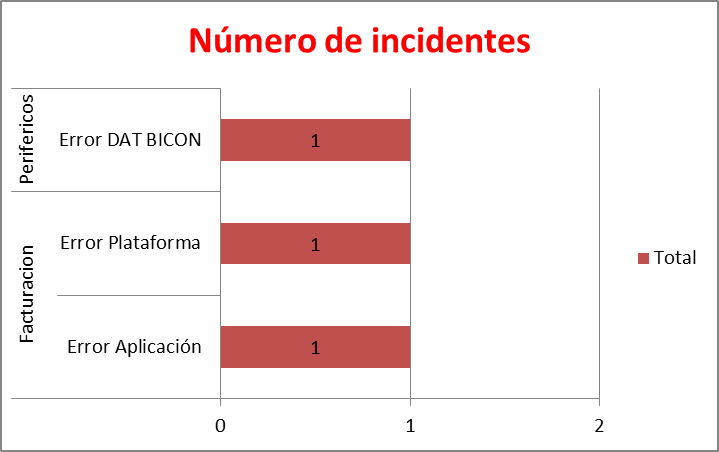 Número de incidentes
Perifericos
Error DAT BICON
1
Facturacion
Error Plataforma
1
Error Aplicación
1
Total
0
1
2